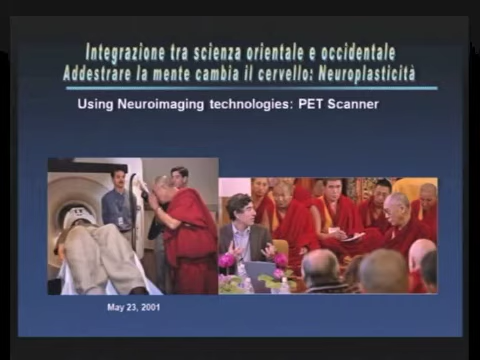 Integrazione tra scienza orientale e occidentale
Addestrare la mente cambia il cervello: Neuroplasticità
Using Neuroimaging technologies: PET Scanner
May 23, 2001